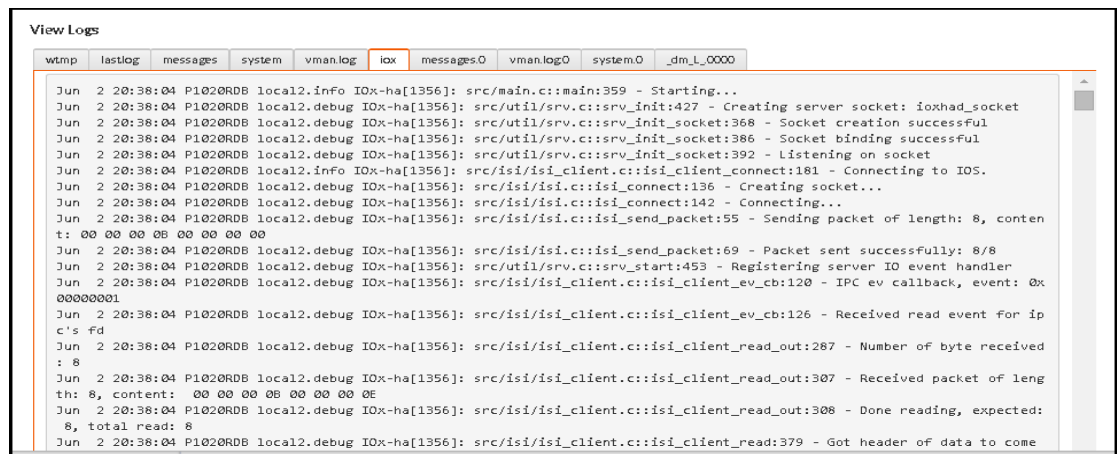 View Logs
wtmp lastlog messages system vman.log iox messages.0 vman.log.0 system.0 _dm_L_0000
Jun  2 20:38:04 P1020RDB local2.info IOx-ha[1356]: src/main.c::main:359 - Starting...
Jun  2 20:38:04 P1020RDB local2.debug IOx-ha[1356]: src/util/srv.c::srv_init:427 - Creating server socket: ioxhad_socket
Jun  2 20:38:04 P1020RDB local2.debug IOx-ha[1356]: src/util/srv.c::srv_init_socket:368 - Socket creation successful
Jun  2 20:38:04 P1020RDB local2.debug IOx-ha[1356]: src/util/srv.c::srv_init_socket:386 - Socket binding successful
Jun  2 20:38:04 P1020RDB local2.debug IOx-ha[1356]: src/util/srv.c::srv_init_socket:392 - Listening on socket
Jun  2 20:38:04 P1020RDB local2.info IOx-ha[1356]: src/isi/isi_client.c::isi_client_connect:181 - Connecting to IOS.
Jun  2 20:38:04 P1020RDB local2.debug IOx-ha[1356]: src/isi/isi.c::isi_connect:136 - Creating socket...
Jun  2 20:38:04 P1020RDB local2.debug IOx-ha[1356]: src/isi/isi.c::isi_connect:142 - Connecting...
Jun  2 20:38:04 P1020RDB local2.debug IOx-ha[1356]: src/isi/isi.c::isi_send_packet:55 - Sending packet of length: 8, conten
t: 00 00 00 0B 00 00 00 00
Jun  2 20:38:04 P1020RDB local2.debug IOx-ha[1356]: src/isi/isi.c::isi_send_packet:69 - Packet sent successfully: 8/8
Jun  2 20:38:04 P1020RDB local2.debug IOx-ha[1356]: src/util/srv.c::srv_start:453 - Registering server IO event handler
Jun  2 20:38:04 P1020RDB local2.debug IOx-ha[1356]: src/isi/isi_client.c::isi_client_ev_cb:120 - IPC ev callback, event: 0x
00000001
Jun  2 20:38:04 P1020RDB local2.debug IOx-ha[1356]: src/isi/isi_client.c::isi_client_ev_cb:126 - Received read event for ip
c's fd
Jun  2 20:38:04 P1020RDB local2.debug IOx-ha[1356]: src/isi/isi_client.c::isi_client_read_out:287 - Number of byte received
: 8
Jun  2 20:38:04 P1020RDB local2.debug IOx-ha[1356]: src/isi/isi_client.c::isi_client_read_out:307 - Received packet of leng
th: 8, content:  00 00 00 0B 00 00 00 0E
Jun  2 20:38:04 P1020RDB local2.debug IOx-ha[1356]: src/isi/isi_client.c::isi_client_read_out:308 - Done reading, expected:
 8, total read: 8
Jun  2 20:38:04 P1020RDB local2.debug IOx-ha[1356]: src/isi/isi_client.c::isi_client_read:379 - Got header of data to come